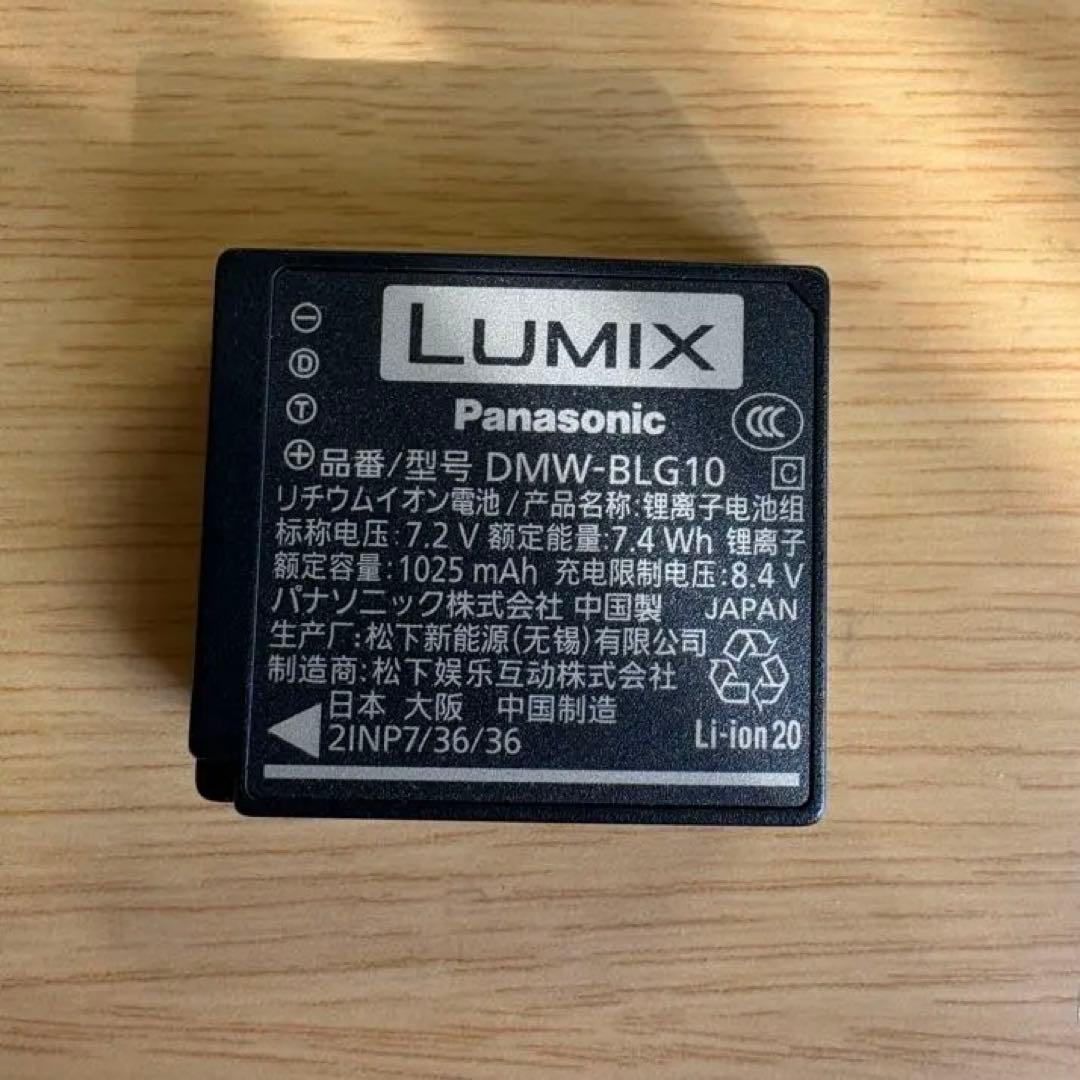 LUMIX
Panasonic
⊖
Ⓓ
Ⓣ
⊕
CCC
品番/型号 DMW-BLG10 C
リチウムイオン電池/产品名称:锂离子电池组
标称电压:7.2 V 额定能量:7.4 Wh 锂离子
额定容量:1025 mAh 充电限制电压:8.4 V
パナソニック株式会社 中国製 JAPAN
生产厂:松下新能源(无锡)有限公司
制造商:松下娱乐互动株式会社
日本 大阪 中国制造
2INP7/36/36
Li-ion 20